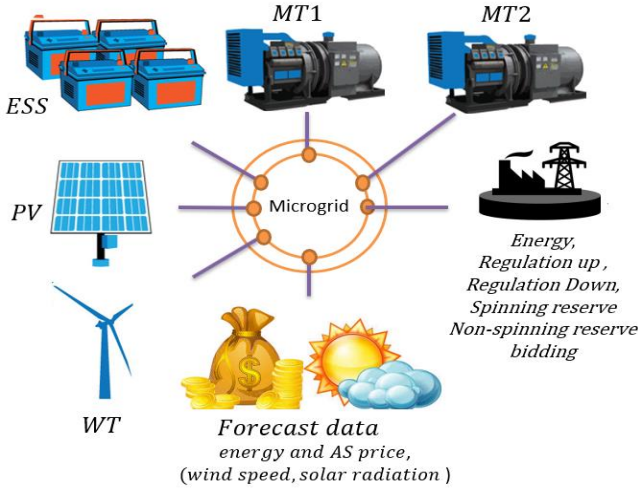 MT1
MT2
ESS
Microgrid
PV
Energy,
Regulation up ,
Regulation Down,
Spinning reserve
Non-spinning reserve
bidding
$
WT
Forecast data
energy and AS price,
(wind speed, solar radiation )